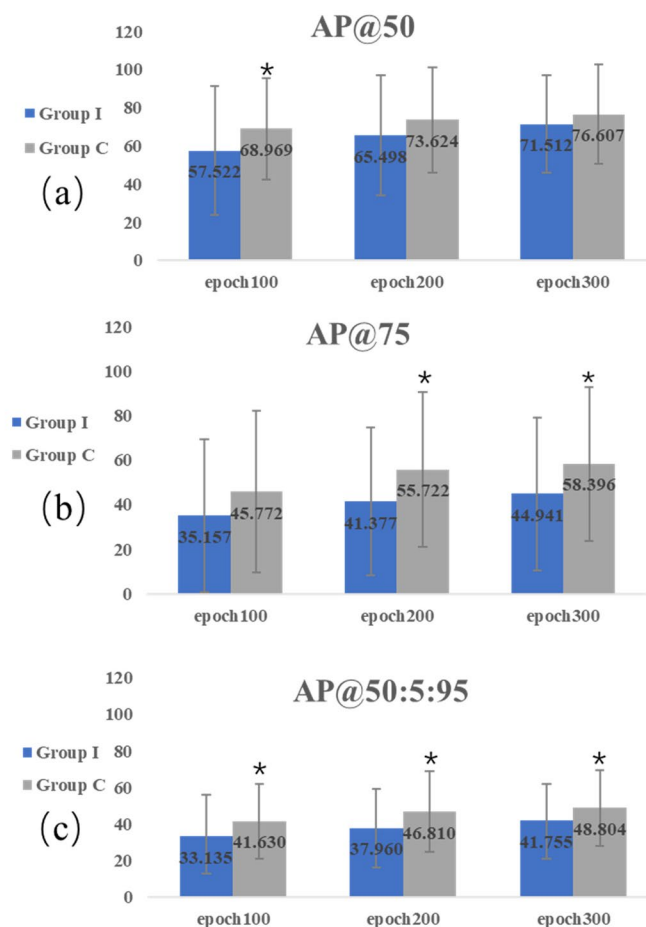 AP@50
120
100
80
60
40
20
0
Group I
Group C
(a)
*
57.522
68.969
65.498
73.624
71.512
76.607
epoch100
epoch200
epoch300
AP@75
120
100
80
60
40
20
0
Group I
Group C
(b)
*
*
35.157
45.772
41.377
55.722
44.941
58.396
epoch100
epoch200
epoch300
AP@50:5:95
120
100
80
60
40
20
0
Group I
Group C
(c)
*
*
*
33.135
41.630
37.960
46.810
41.755
48.804
epoch100
epoch200
epoch300